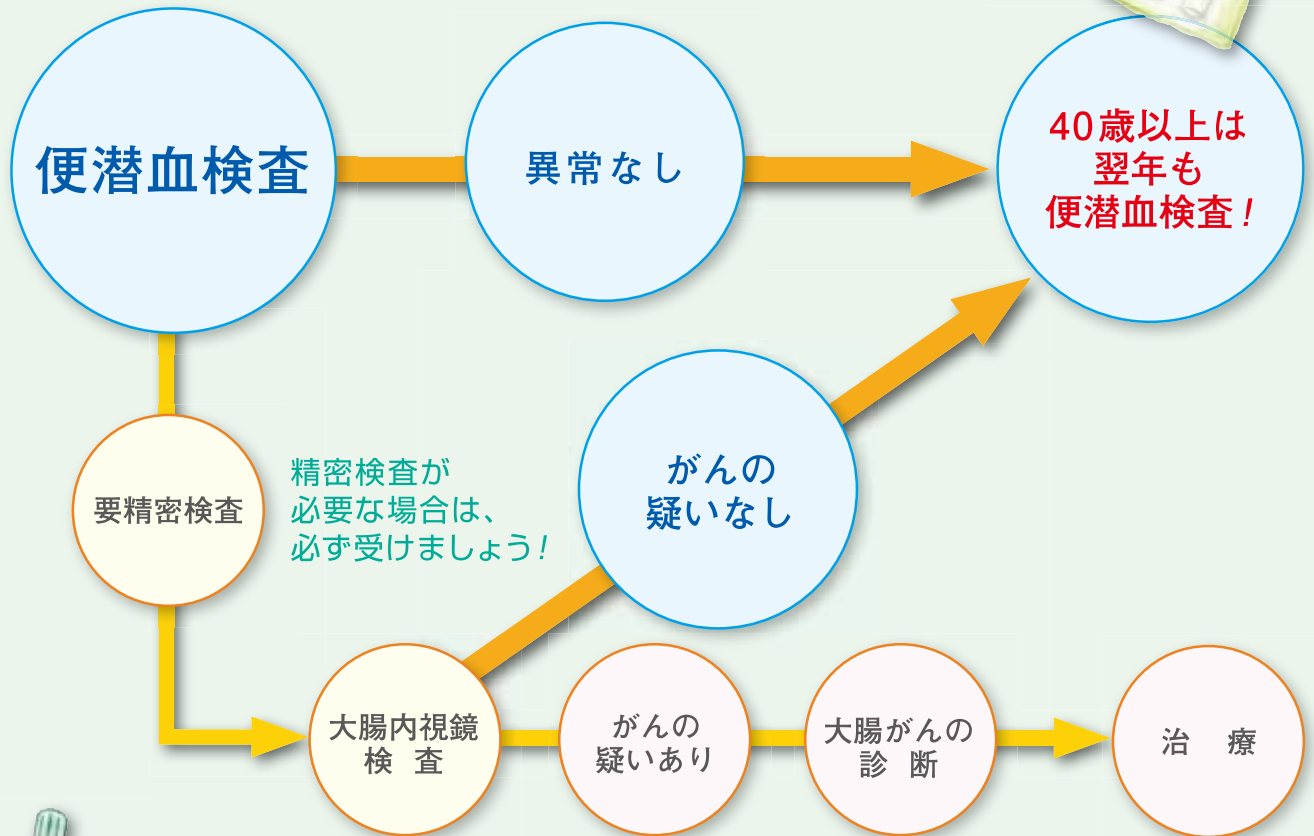 便潜血検査
異常なし
40歳以上は
翌年も
便潜血検査!
要精密検査
精密検査が
必要な場合は、
必ず受けましょう!
がんの
疑いなし
大腸内視鏡
検 査
がんの
疑いあり
大腸がんの
診 断
治 療